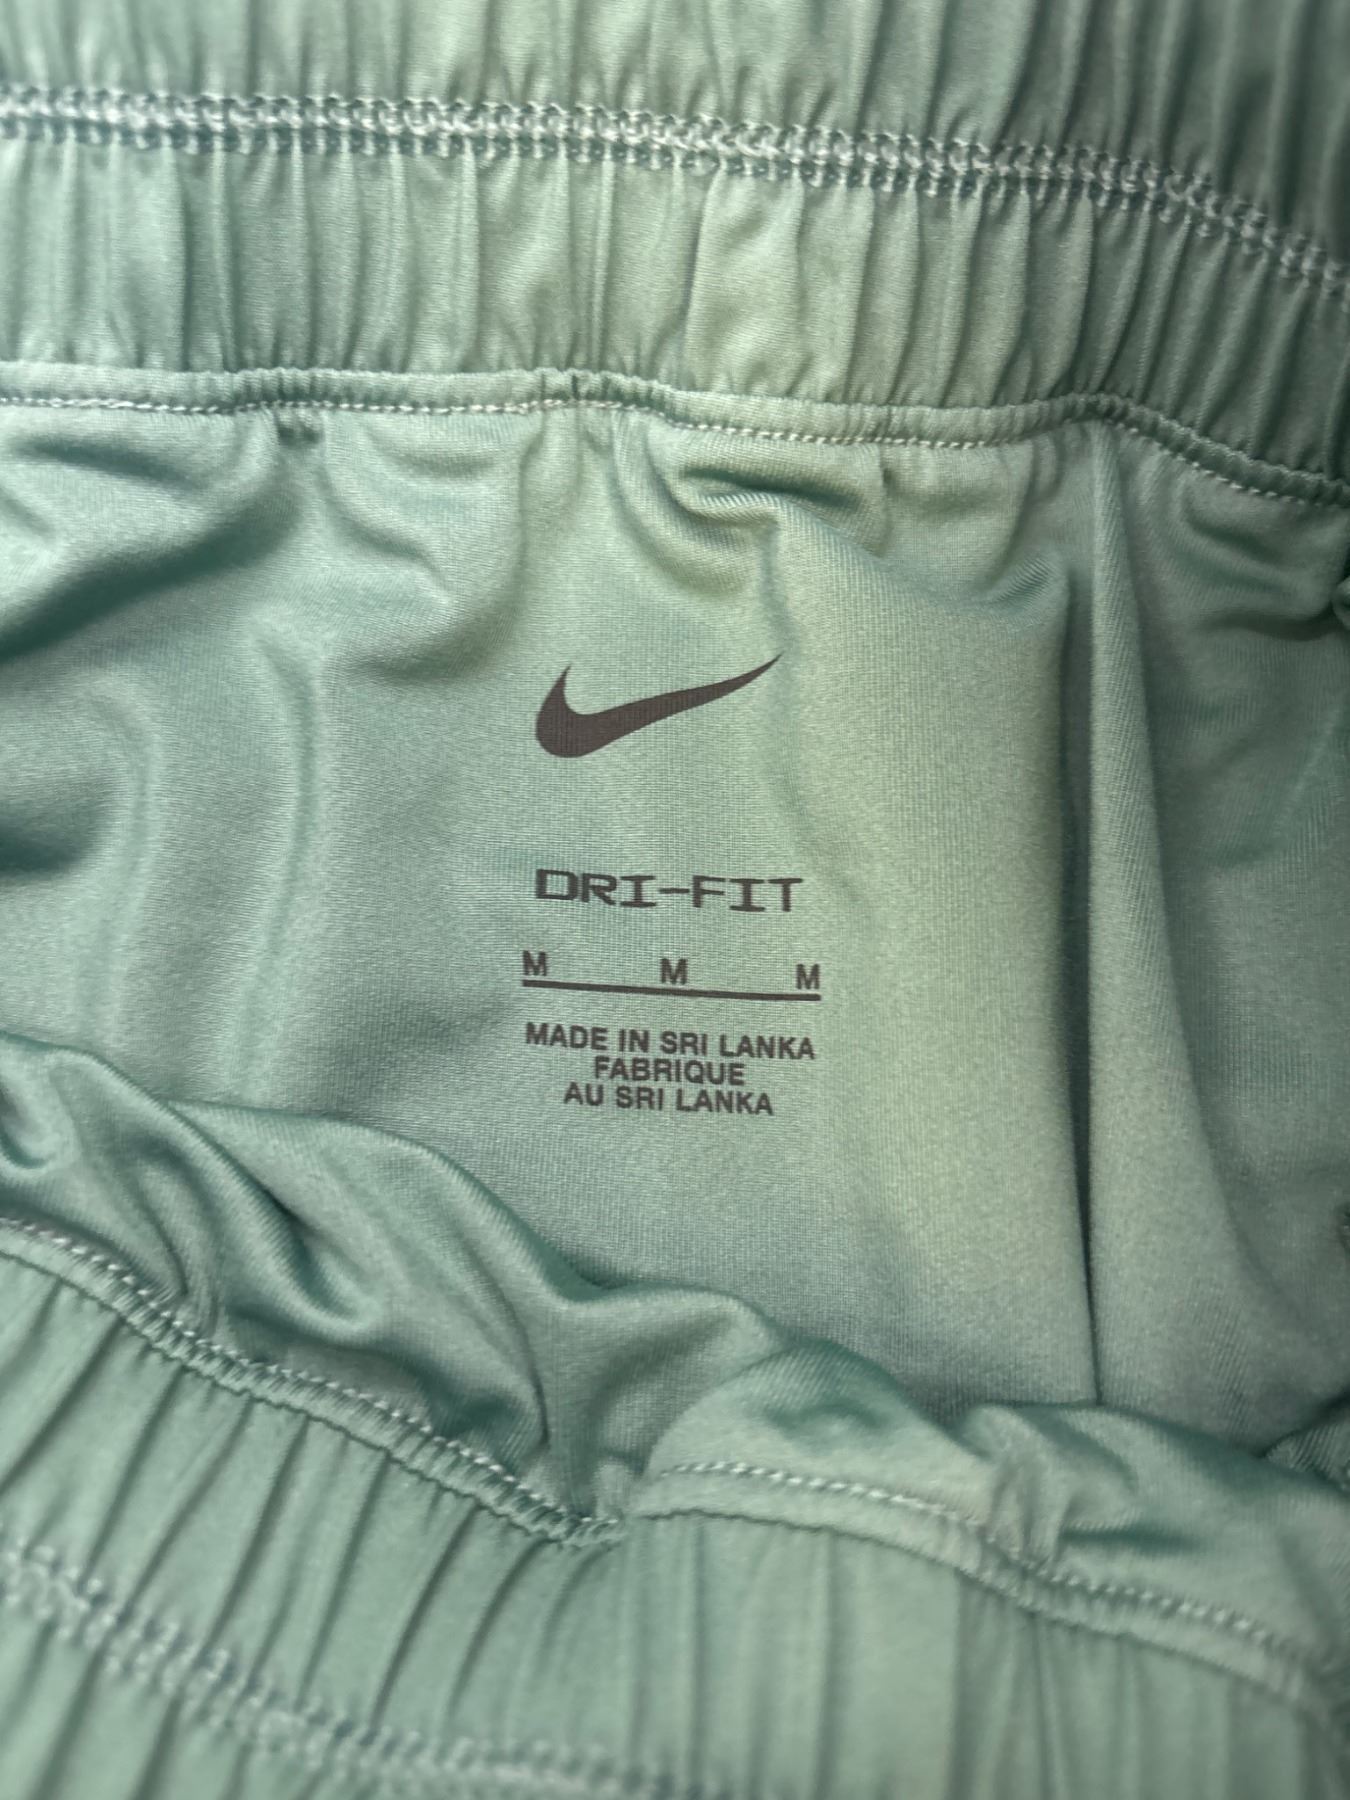 DRI-FIT
M M M
MADE IN SRI LANKA
FABRIQUE
AU SRI LANKA